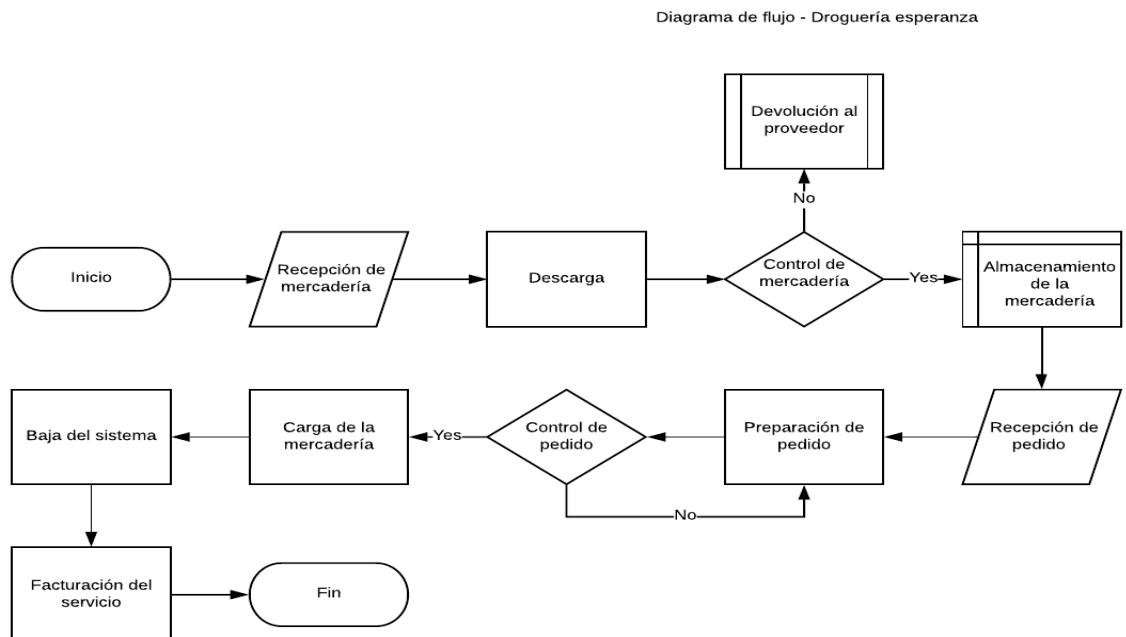 Diagrama de flujo - Droguería esperanza
Devolución al
proveedor
No
Inicio
Recepción de
mercadería
Descarga
Control de
mercadería
Yes
Almacenamiento
de la
mercadería
Baja del sistema
Carga de la
mercadería
Yes
Control de
pedido
Preparación de
pedido
Recepción de
pedido
No
Facturación del
servicio
Fin